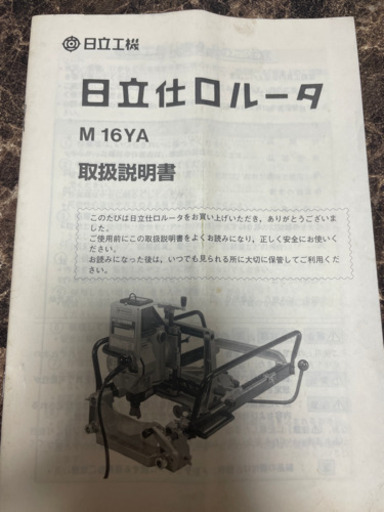 日立工機
日立仕口ルータ
M 16YA
取扱説明書
このたびは日立仕口ルータをお買い上げいただき，ありがとうございま
した。
ご使用前にこの取扱説明書をよくお読みになり，正しく安全にお使いく
ださい。
お読みになった後は，いつでも見られる所に大切に保管してご利用くだ
さい。